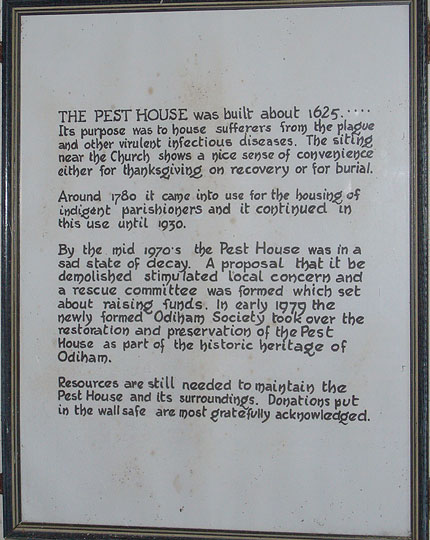 THE PEST HOUSE was built about 1625. ....
Its purpose was to house sufferers from the plague
and other virulent infectious diseases. The siting
near the Church shows a nice sense of convenience
either for thanksgiving on recovery or for burial.
Around 1780 it came into use for the housing of
indigent parishioners and it continued in
this use until 1930.
By the mid 1970's the Pest House was in a
sad state of decay. A proposal that it be
demolished stimulated local concern and
a rescue committee was formed which set
about raising funds. In early 1979 the
newly formed Odiham Society took over the
restoration and preservation of the Pest
House as part of the historic heritage of
Odiham.
Resources are still needed to maintain the
Pest House and its surroundings. Donations put
in the wall safe are most gratefully acknowledged.